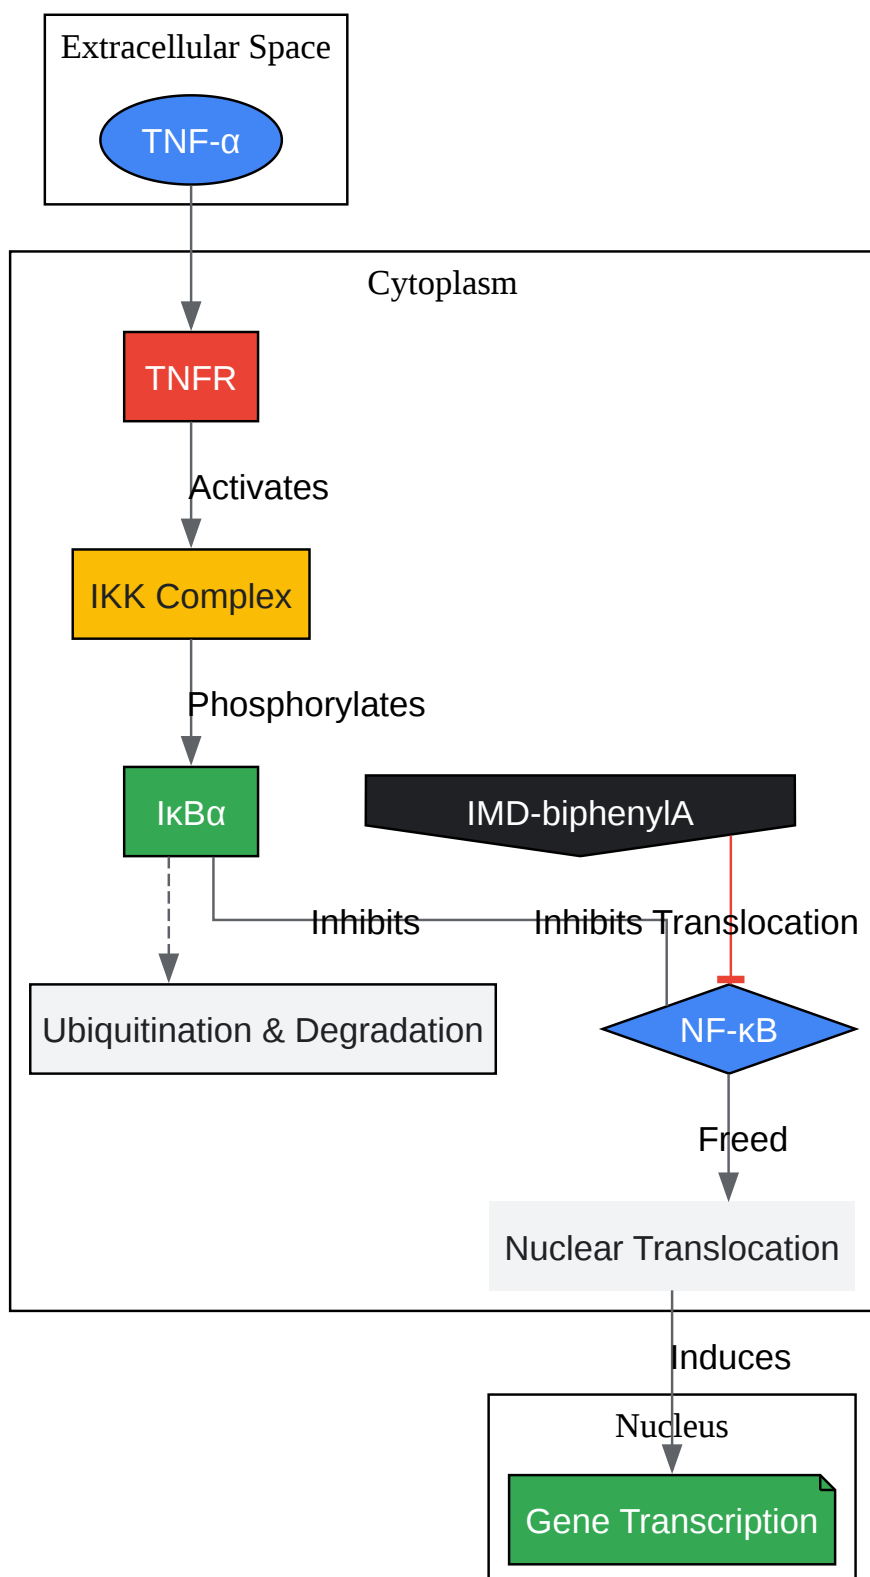 Extracellular Space
TNF-α
Cytoplasm
TNFR
Activates
IKK Complex
Phosphorylates
IκBα
IMD-biphenylA
Inhibits
Inhibits Translocation
Ubiquitination & Degradation
NF-κB
Freed
Nuclear Translocation
Induces
Nucleus
Gene Transcription